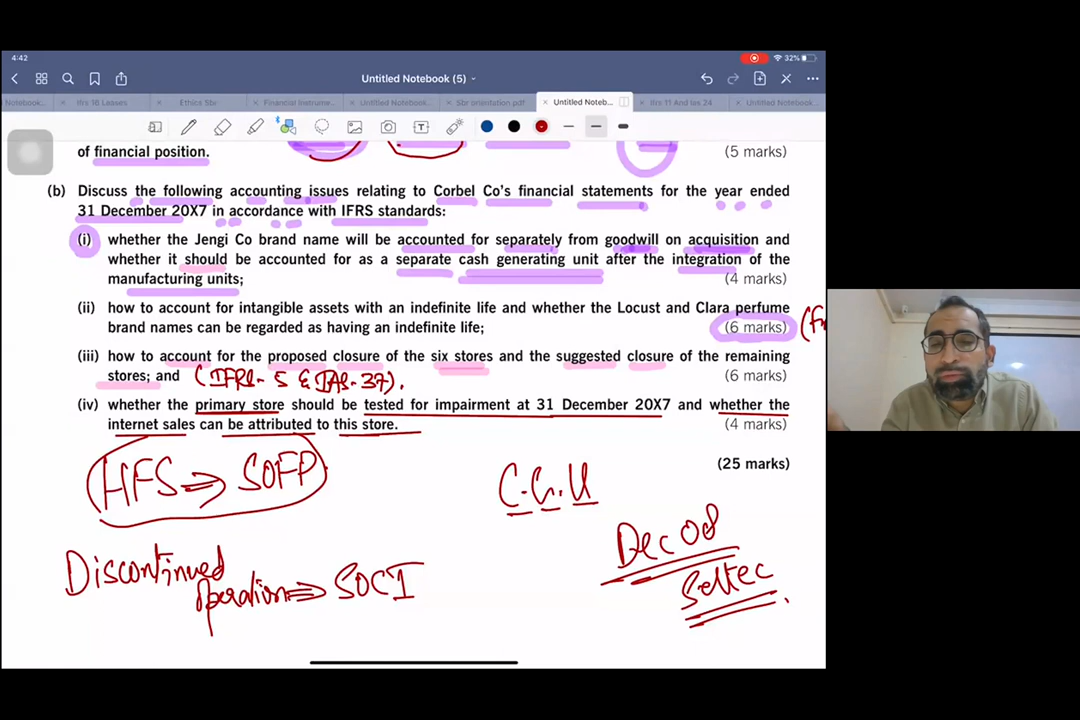 4:42
32%
Untitled Notebook (5)
Notebook...
Ifrs 16 Leases
Ethics Sbr
Financial Instrume...
Untitled Notebook...
Sbr orientation.pdf
Untitled Noteb...
Ifrs 11 And Ias 24
Untitled Notebook...
of financial position.
(5 marks)
(b) Discuss the following accounting issues relating to Corbel Co's financial statements for the year ended
31 December 20X7 in accordance with IFRS standards:
(i) whether the Jengi Co brand name will be accounted for separately from goodwill on acquisition and
whether it should be accounted for as a separate cash generating unit after the integration of the
manufacturing units; (4 marks)
(ii) how to account for intangible assets with an indefinite life and whether the Locust and Clara perfume
brand names can be regarded as having an indefinite life; (6 marks)
(iii) how to account for the proposed closure of the six stores and the suggested closure of the remaining
stores; and (IFRS-5 & IAS-37). (6 marks)
(iv) whether the primary store should be tested for impairment at 31 December 20X7 and whether the
internet sales can be attributed to this store. (4 marks)
(25 marks)
HFS ⇒ SOFP
C.G.U
Dec 08
Seltec
Discontinued
operation ⇒ SOCI